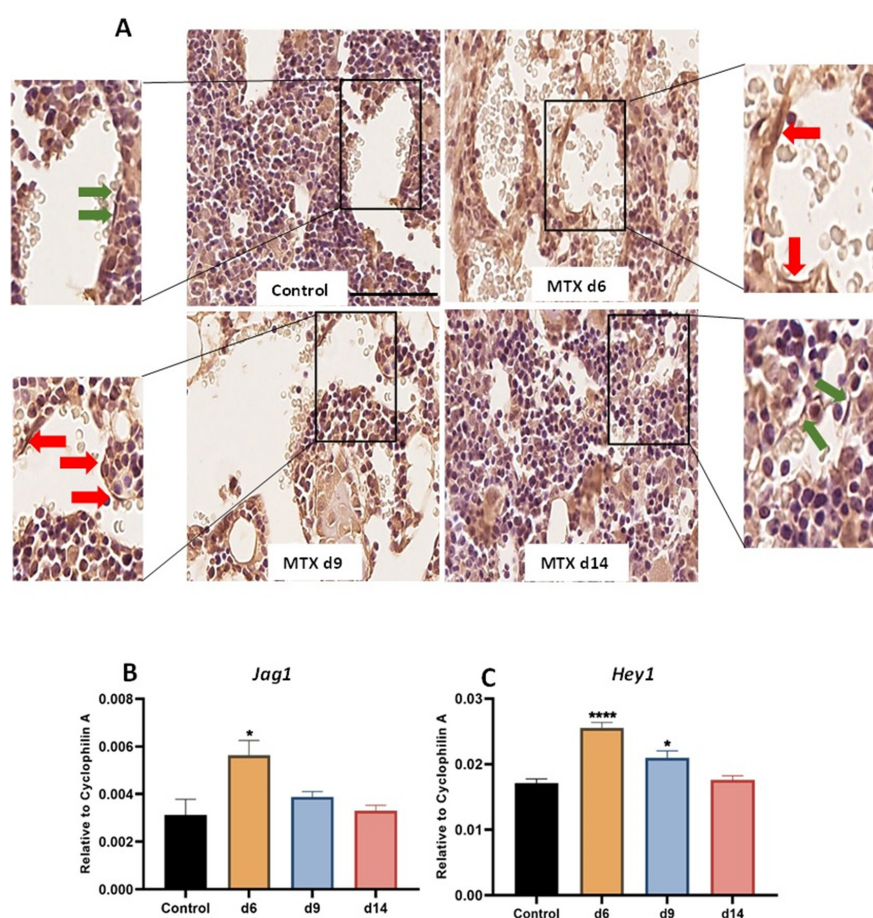 A
Control
MTX d6
MTX d9
MTX d14
B
Jag1
Relative to Cyclophilin A
0.008
0.006
0.004
0.002
0.000
*
Control
d6
d9
d14
C
Hey1
Relative to Cyclophilin A
0.03
0.02
0.01
0.00
****
*
Control
d6
d9
d14